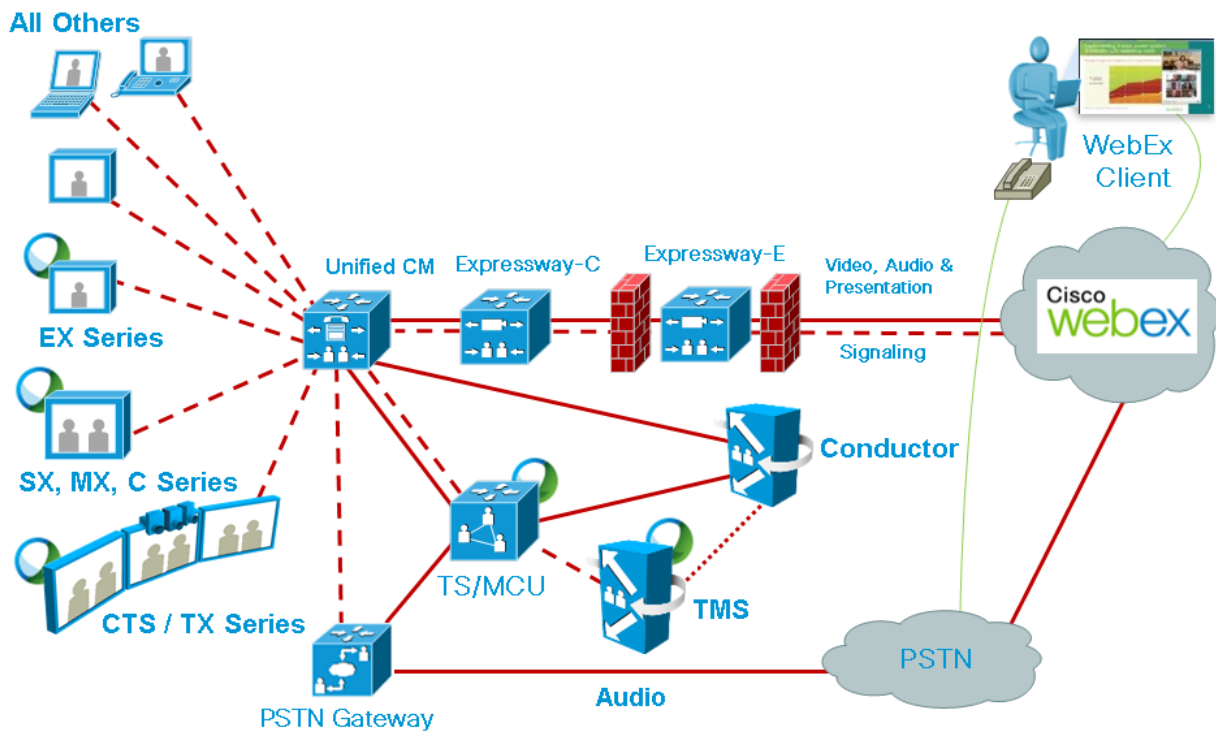 All Others
WebEx
Client
EX Series
Unified CM
Expressway-C
Expressway-E
Video, Audio &
Presentation
Signaling
Cisco
webex
SX, MX, C Series
Conductor
TS/MCU
TMS
CTS / TX Series
PSTN Gateway
Audio
PSTN